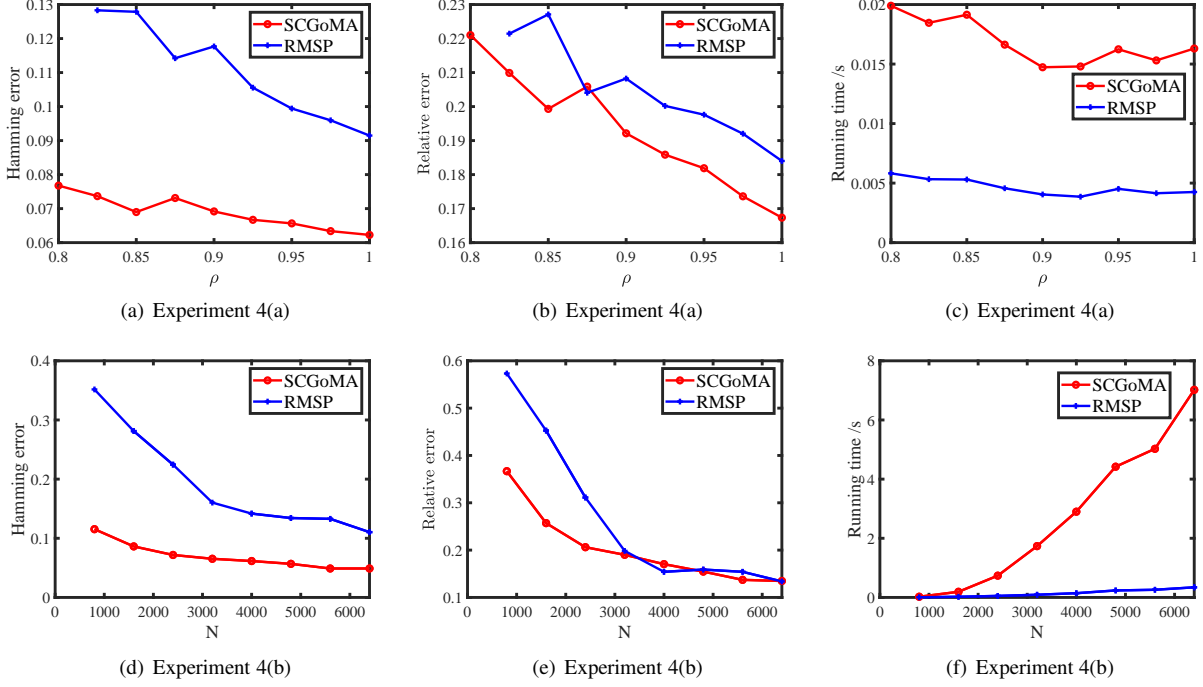 0.13
0.12
0.11
0.1
0.09
0.08
0.07
0.06
Hamming error
SCGoMA
RMSP
0.8 0.85 0.9 0.95 1
ρ
(a) Experiment 4(a)
0.23
0.22
0.21
0.2
0.19
0.18
0.17
0.16
Relative error
SCGoMA
RMSP
0.8 0.85 0.9 0.95 1
ρ
(b) Experiment 4(a)
0.02
0.015
0.01
0.005
0
Running time /s
SCGoMA
RMSP
0.8 0.85 0.9 0.95 1
ρ
(c) Experiment 4(a)
0.4
0.3
0.2
0.1
0
Hamming error
SCGoMA
RMSP
0 1000 2000 3000 4000 5000 6000
N
(d) Experiment 4(b)
0.6
0.5
0.4
0.3
0.2
0.1
Relative error
SCGoMA
RMSP
0 1000 2000 3000 4000 5000 6000
N
(e) Experiment 4(b)
8
6
4
2
0
Running time /s
SCGoMA
RMSP
0 1000 2000 3000 4000 5000 6000
N
(f) Experiment 4(b)